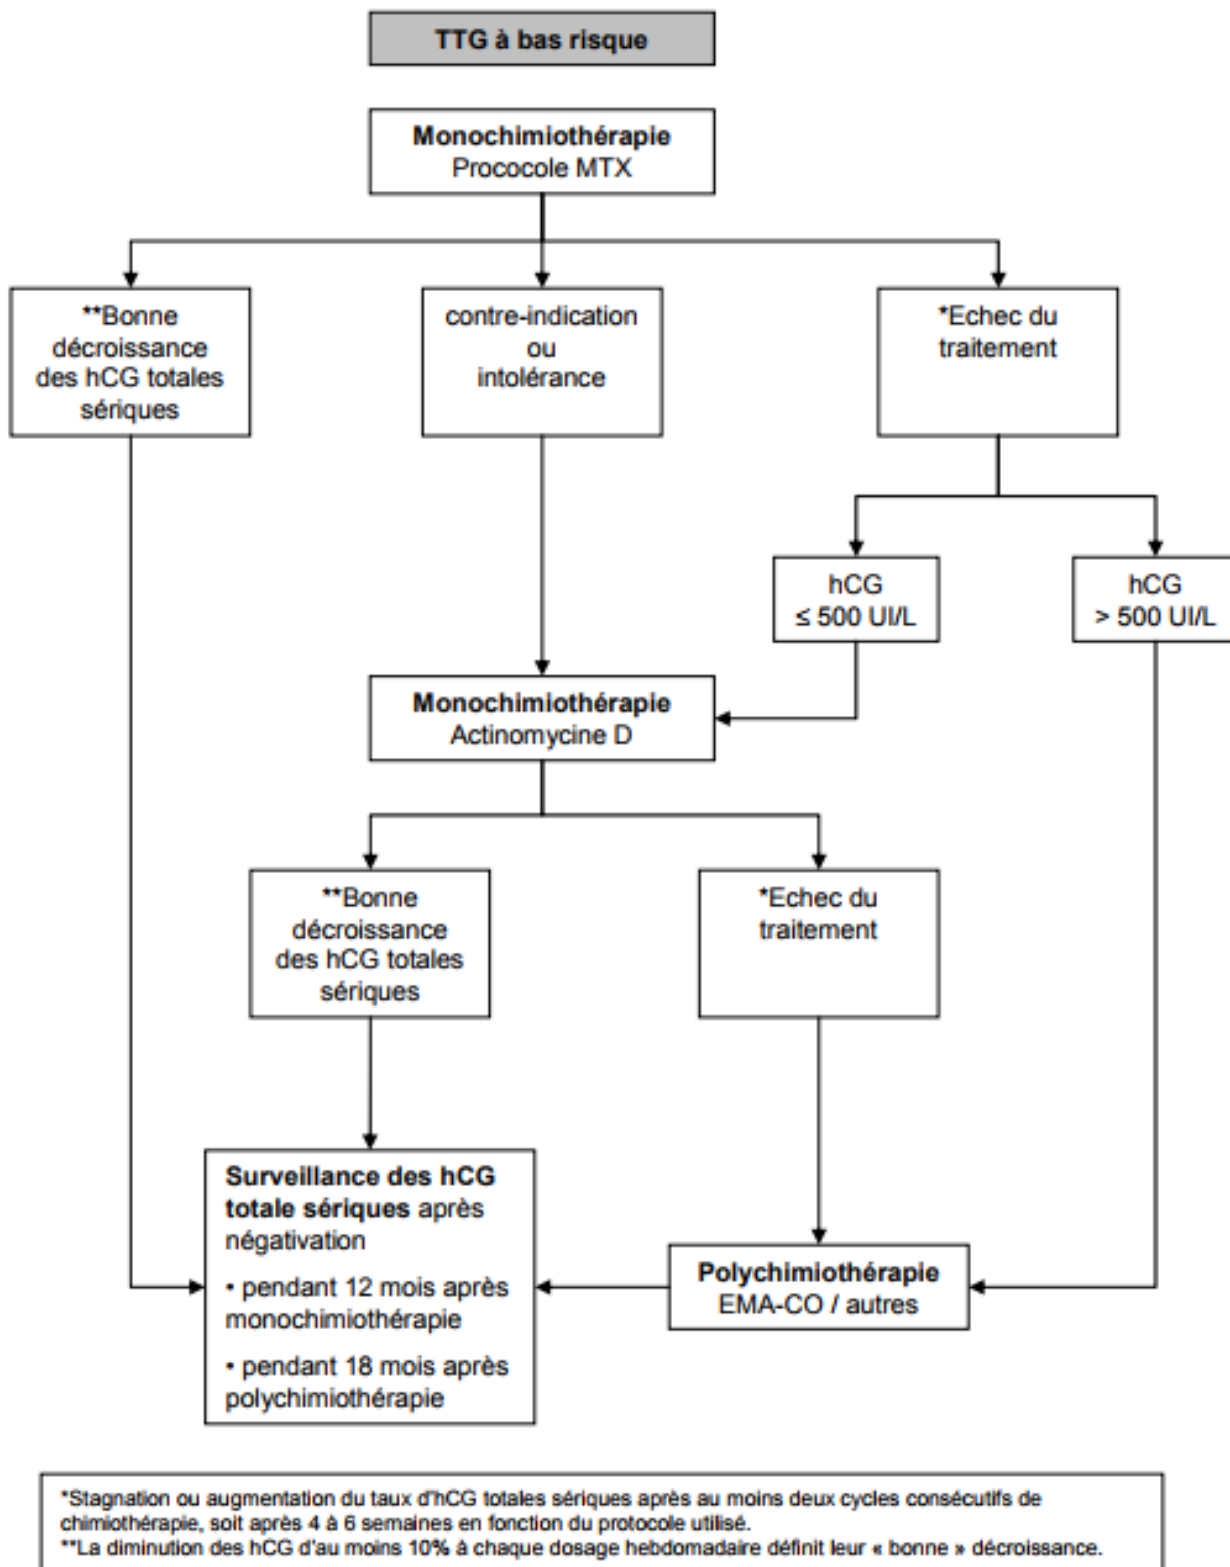 TTG à bas risque
Monochimiothérapie
Prococole MTX
**Bonne
décroissance
des hCG totales
sériques
contre-indication
ou
intolérance
*Echec du
traitement
hCG
≤ 500 UI/L
hCG
> 500 UI/L
Monochimiothérapie
Actinomycine D
**Bonne
décroissance
des hCG totales
sériques
*Echec du
traitement
Surveillance des hCG
totale sériques après
négativation
• pendant 12 mois après
monochimiothérapie
• pendant 18 mois après
polychimiothérapie
Polychimiothérapie
EMA-CO / autres
*Stagnation ou augmentation du taux d'hCG totales sériques après au moins deux cycles consécutifs de
chimiothérapie, soit après 4 à 6 semaines en fonction du protocole utilisé.
**La diminution des hCG d'au moins 10% à chaque dosage hebdomadaire définit leur « bonne » décroissance.